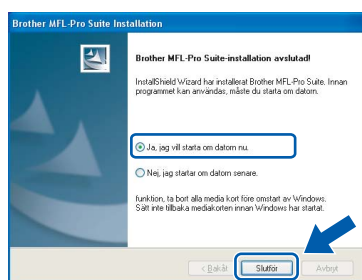 Brother MFL-Pro Suite Installation
Brother MFL-Pro Suite-installation avslutad!
InstallShield Wizard har installerat Brother MFL-Pro Suite. Innan
programmet kan användas, måste du starta om datorn.
Ja, jag vill starta om datorn nu.
Nej, jag startar om datorn senare.
funktion, ta bort alla media kort före omstart av Windows.
Sätt inte tillbaka mediakorten innan Windows har startat.
< Bakåt
Slutför
Avbryt